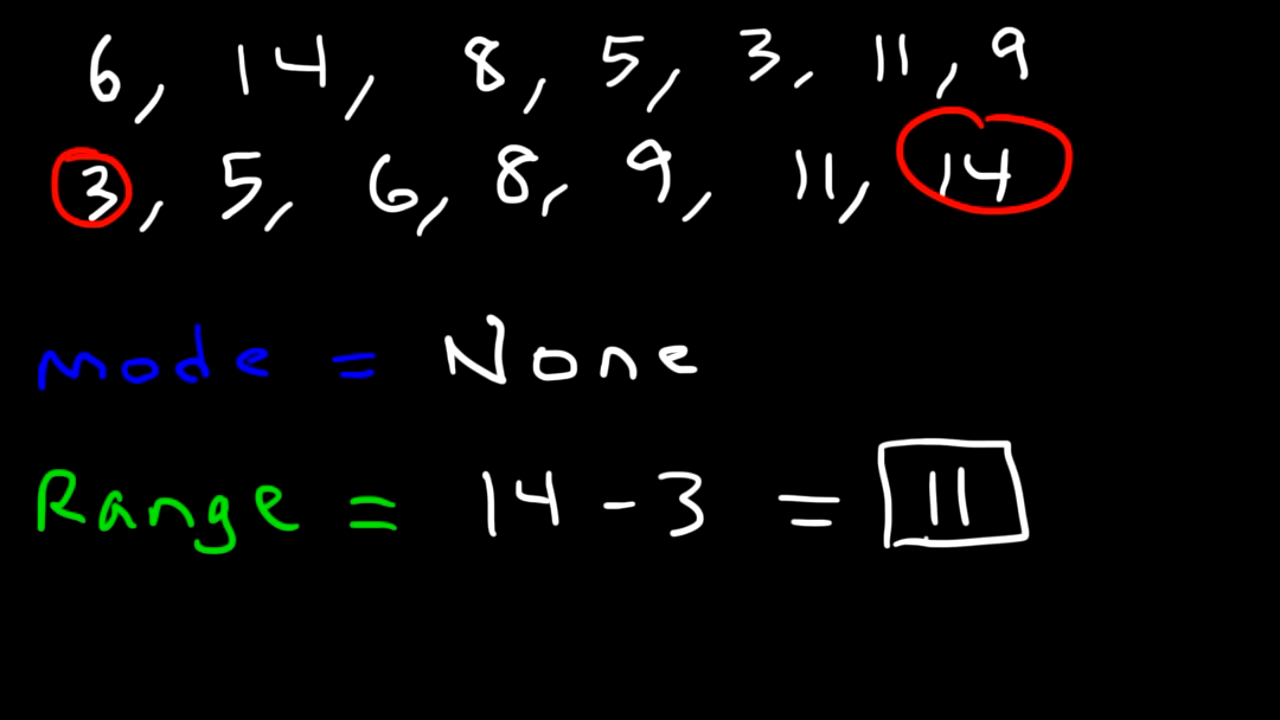 6, 14, 8, 5, 3, 11, 9
3, 5, 6, 8, 9, 11, 14
Mode = None
Range = 14 - 3 = 11